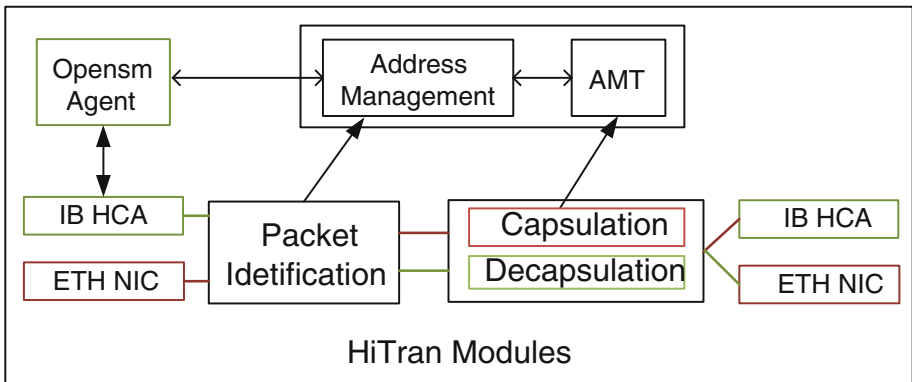 Opensm
Agent
Address
Management
AMT
IB HCA
ETH NIC
Packet
Idetification
Capsulation
Decapsulation
IB HCA
ETH NIC
HiTran Modules